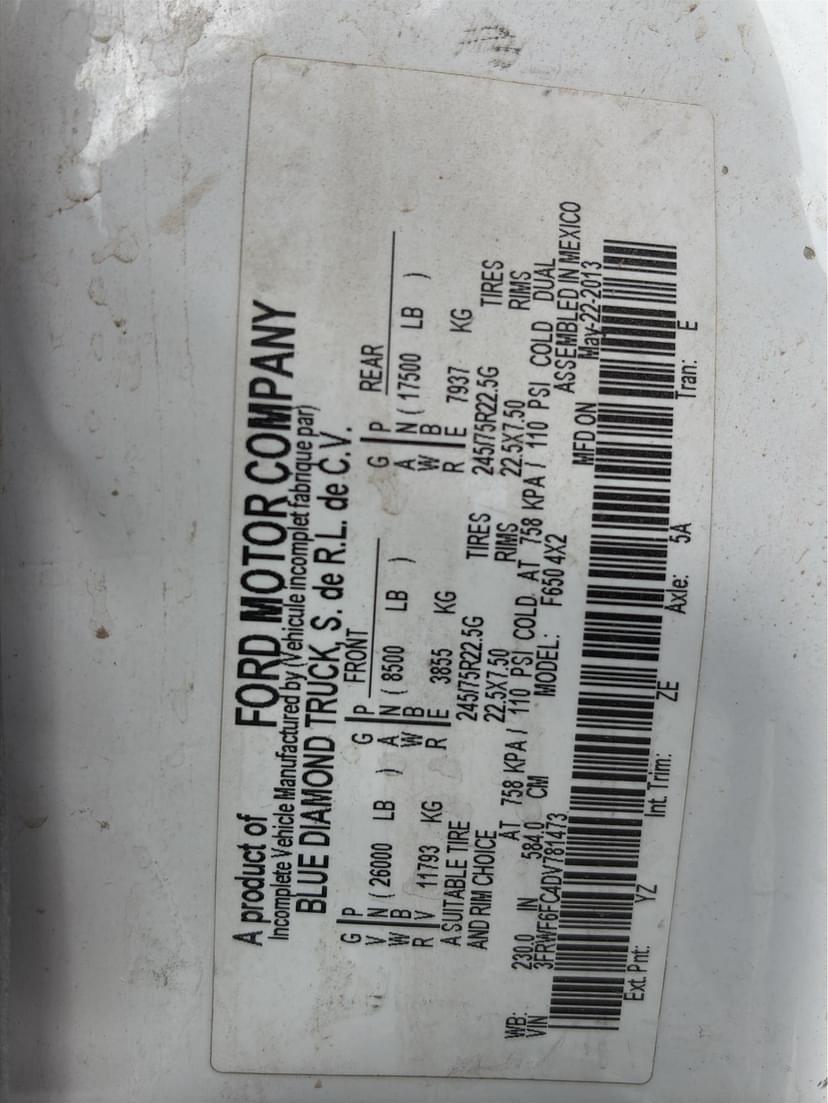 A product of FORD MOTOR COMPANY
Incomplete Vehicle Manufactured by (Vehicule incomplet fabrique par)
BLUE DIAMOND TRUCK, S. de R.L. de C.V.
G P FRONT G P REAR
V N ( 26000 LB ) A N ( 8500 LB ) A N ( 17500 LB )
W B W B W B
R V 11793 KG R E 3855 KG R E 7937 KG
A SUITABLE TIRE 245/75R22.5G TIRES 245/75R22.5G TIRES
AND RIM CHOICE 22.5X7.50 RIMS 22.5X7.50 RIMS
AT 758 KPA / 110 PSI COLD AT 758 KPA / 110 PSI COLD DUAL
WB: 230.0 IN 584.0 CM MODEL: F650 4X2 ASSEMBLED IN MEXICO
VIN 3FRWF6FC4DV781473 MFD ON May-22-2013
Ext Pnt: YZ Int. Trim: ZE Axle: 5A Tran: E